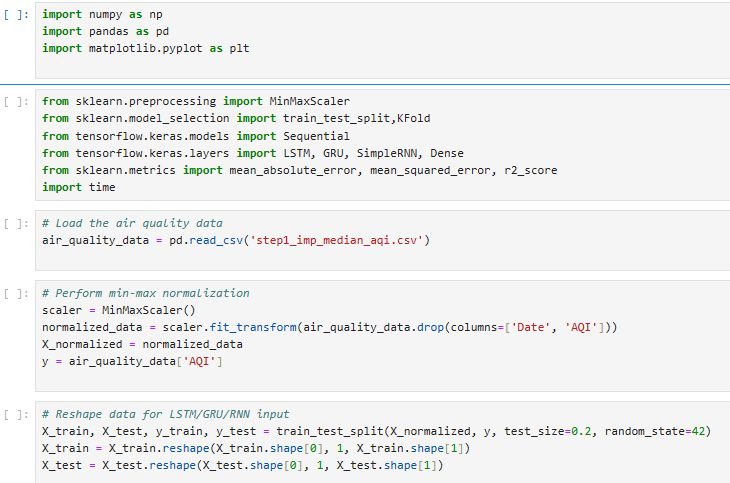 [ ]: import numpy as np
import pandas as pd
import matplotlib.pyplot as plt
[ ]: from sklearn.preprocessing import MinMaxScaler
from sklearn.model_selection import train_test_split,KFold
from tensorflow.keras.models import Sequential
from tensorflow.keras.layers import LSTM, GRU, SimpleRNN, Dense
from sklearn.metrics import mean_absolute_error, mean_squared_error, r2_score
import time
[ ]: # Load the air quality data
air_quality_data = pd.read_csv('step1_imp_median_aqi.csv')
[ ]: # Perform min-max normalization
scaler = MinMaxScaler()
normalized_data = scaler.fit_transform(air_quality_data.drop(columns=['Date', 'AQI']))
X_normalized = normalized_data
y = air_quality_data['AQI']
[ ]: # Reshape data for LSTM/GRU/RNN input
X_train, X_test, y_train, y_test = train_test_split(X_normalized, y, test_size=0.2, random_state=42)
X_train = X_train.reshape(X_train.shape[0], 1, X_train.shape[1])
X_test = X_test.reshape(X_test.shape[0], 1, X_test.shape[1])